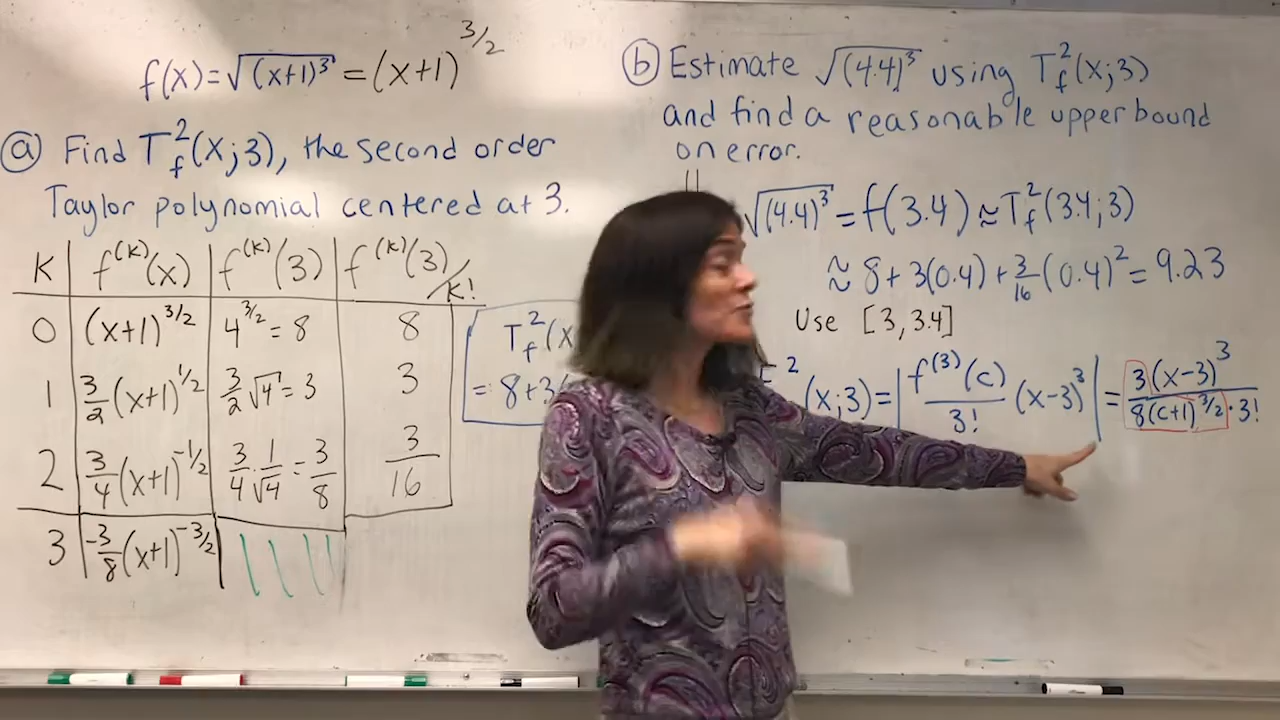 f(x)=√(x+1)³ = (x+1)^3/2
ⓐ Find T_f^2(x;3), the second order
Taylor polynomial centered at 3.
K | f^(K)(x) | f^(K)(3) | f^(K)(3)/K!
0 | (x+1)^3/2 | 4^3/2 = 8 | 8
1 | 3/2 (x+1)^1/2 | 3/2 √4 = 3 | 3
2 | 3/4 (x+1)^-1/2 | 3/4 · 1/√4 = 3/8 | 3/16
3 | -3/8 (x+1)^-3/2
T_f^2(x
= 8+3(
ⓑ Estimate √(4.4)³ using T_f^2(x;3)
and find a reasonable upper bound
on error.
√(4.4)³ = f(3.4) ≈ T_f^2(3.4;3)
≈ 8+3(0.4)+3/16(0.4)² = 9.23
Use [3,3.4]
2(x;3) = | f^(3)(c)/3! (x-3)³ | = 3(x-3)³/8(c+1)^3/2 · 3!